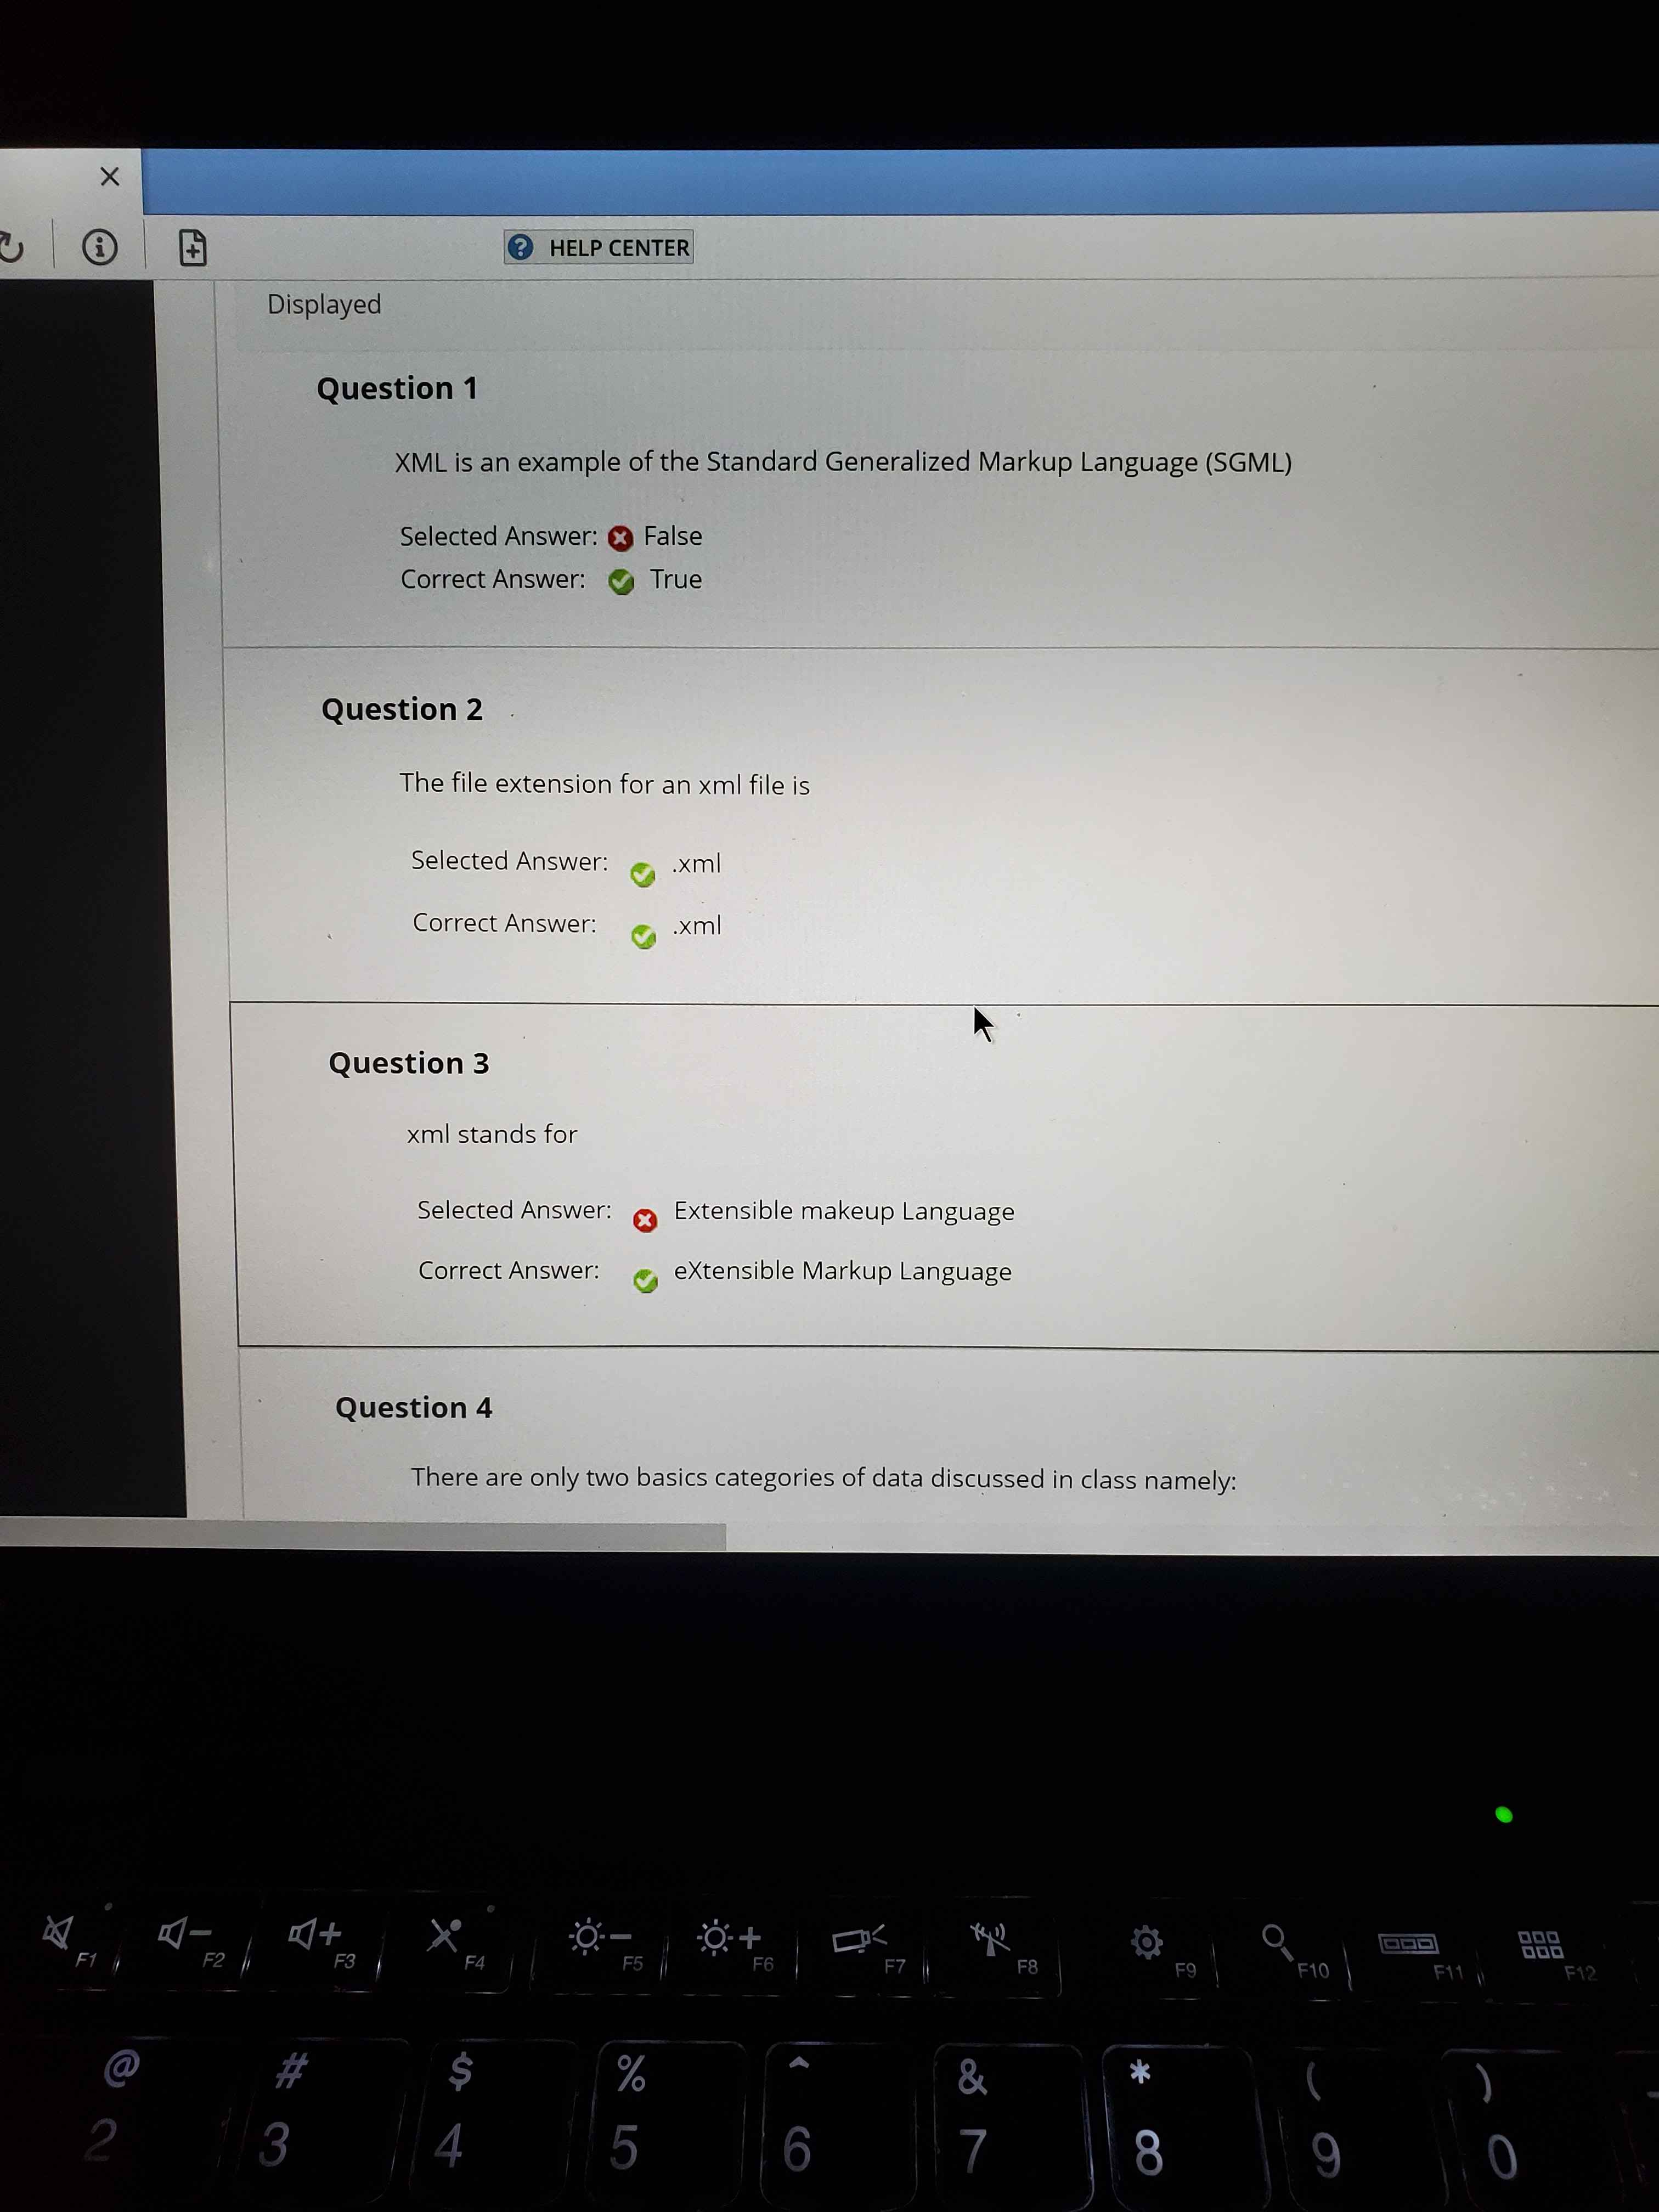 HELP CENTER
Displayed
Question 1
XML is an example of the Standard Generalized Markup Language (SGML)
Selected Answer: False
Correct Answer: True
Question 2
The file extension for an xml file is
Selected Answer: .xml
Correct Answer: .xml
Question 3
xml stands for
Selected Answer: Extensible makeup Language
Correct Answer: eXtensible Markup Language
Question 4
There are only two basics categories of data discussed in class namely:
F1 F2 F3 F4 F5 F6 F7 F8 F9 F10 F11 F12
@ # $ % ^ & * ( )
2 3 4 5 6 7 8 9 0